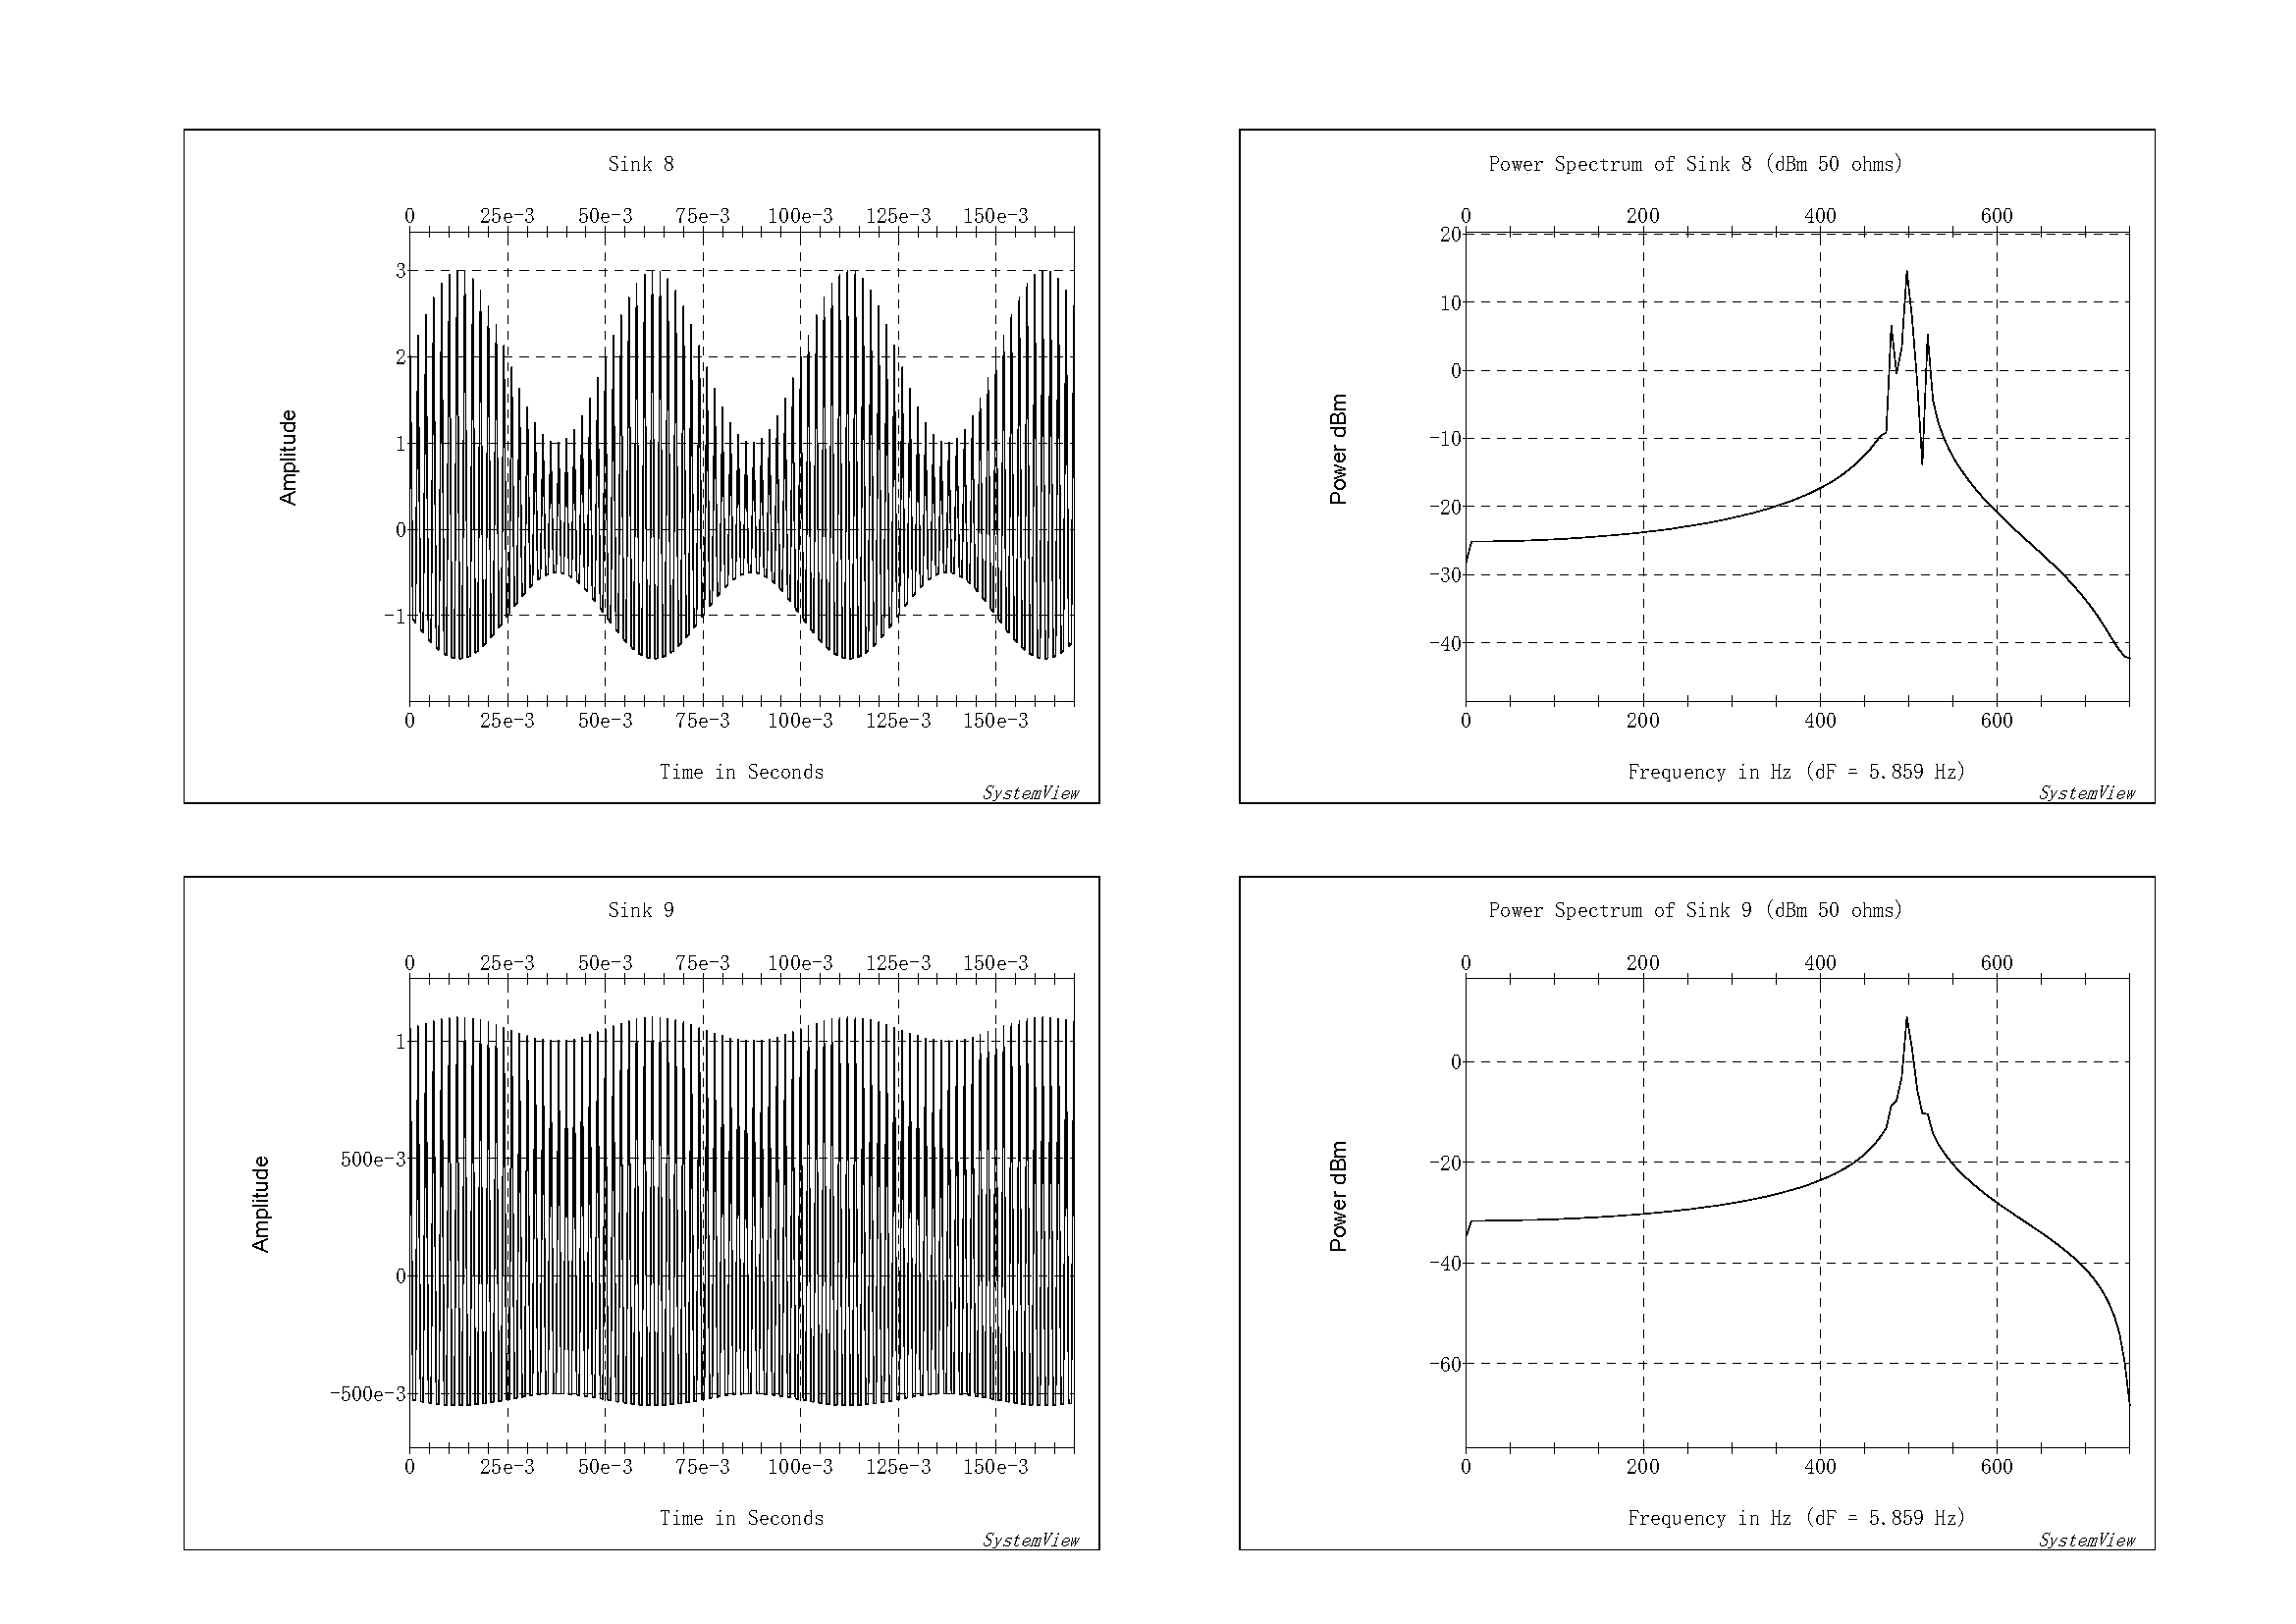 Sink 8
0 25e-3 50e-3 75e-3 100e-3 125e-3 150e-3
3
2
1
0
-1
Amplitude
0 25e-3 50e-3 75e-3 100e-3 125e-3 150e-3
Time in Seconds
SystemView
Power Spectrum of Sink 8 (dBm 50 ohms)
0 200 400 600
20
10
0
-10
-20
-30
-40
Power dBm
0 200 400 600
Frequency in Hz (dF = 5.859 Hz)
SystemView
Sink 9
0 25e-3 50e-3 75e-3 100e-3 125e-3 150e-3
1
500e-3
0
-500e-3
Amplitude
0 25e-3 50e-3 75e-3 100e-3 125e-3 150e-3
Time in Seconds
SystemView
Power Spectrum of Sink 9 (dBm 50 ohms)
0 200 400 600
0
-20
-40
-60
Power dBm
0 200 400 600
Frequency in Hz (dF = 5.859 Hz)
SystemView